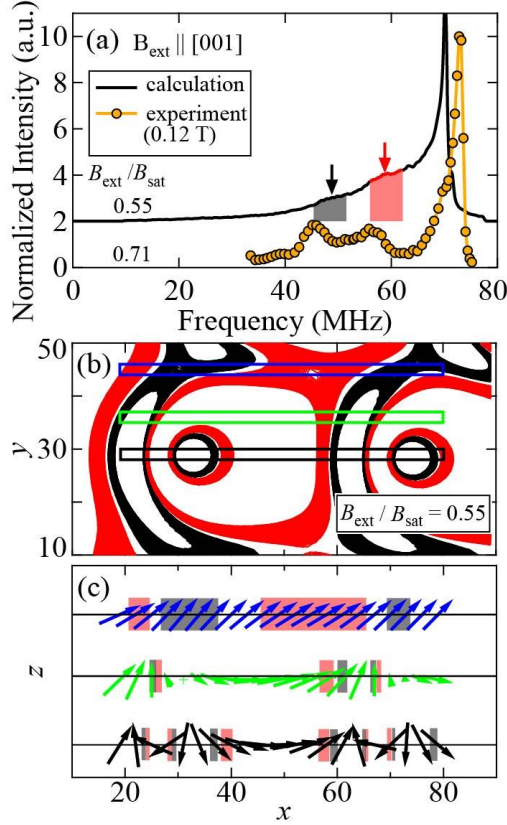 (a) B_ext || [001]
calculation
experiment
(0.12 T)
B_ext / B_sat
0.55
0.71
Normalized Intensity (a.u.)
10
8
6
4
2
0
0 20 40 60 80
Frequency (MHz)
(b)
50
y 30
10
B_ext / B_sat = 0.55
(c)
z
20 40 60 80
x